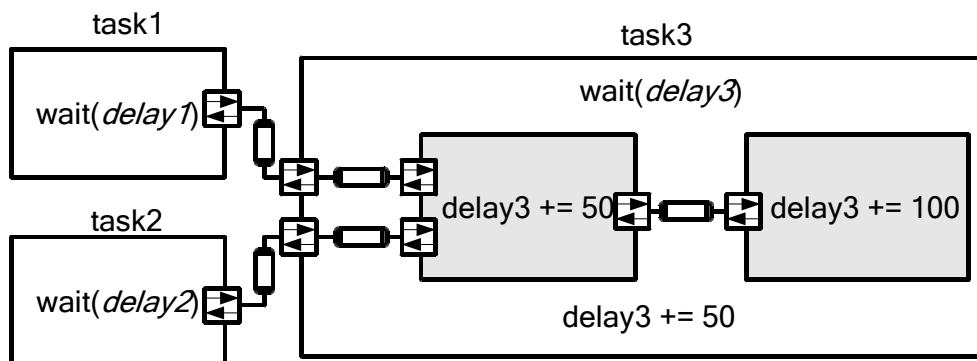 task1
wait(delay1)
task2
wait(delay2)
task3
wait(delay3)
delay3 += 50
delay3 += 100
delay3 += 50